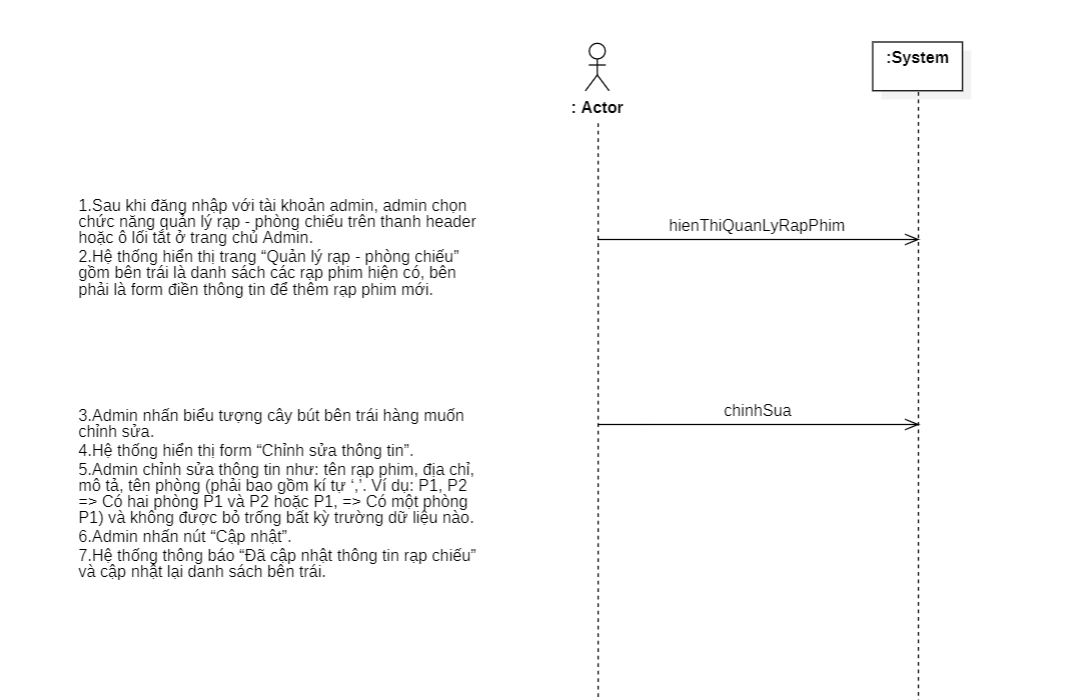 :System
: Actor
1.Sau khi đăng nhập với tài khoản admin, admin chọn
chức năng quản lý rạp - phòng chiếu trên thanh header
hoặc ô lối tắt ở trang chủ Admin.
2.Hệ thống hiển thị trang “Quản lý rạp - phòng chiếu”
gồm bên trái là danh sách các rạp phim hiện có, bên
phải là form điền thông tin để thêm rạp phim mới.
hienThiQuanLyRapPhim
3.Admin nhấn biểu tượng cây bút bên trái hàng muốn
chỉnh sửa.
4.Hệ thống hiển thị form “Chỉnh sửa thông tin”.
5.Admin chỉnh sửa thông tin như: tên rạp phim, địa chỉ,
mô tả, tên phòng (phải bao gồm kí tự ‘,’. Ví dụ: P1, P2
=> Có hai phòng P1 và P2 hoặc P1, => Có một phòng
P1) và không được bỏ trống bất kỳ trường dữ liệu nào.
6.Admin nhấn nút “Cập nhật”.
7.Hệ thống thông báo “Đã cập nhật thông tin rạp chiếu”
và cập nhật lại danh sách bên trái.
chinhSua